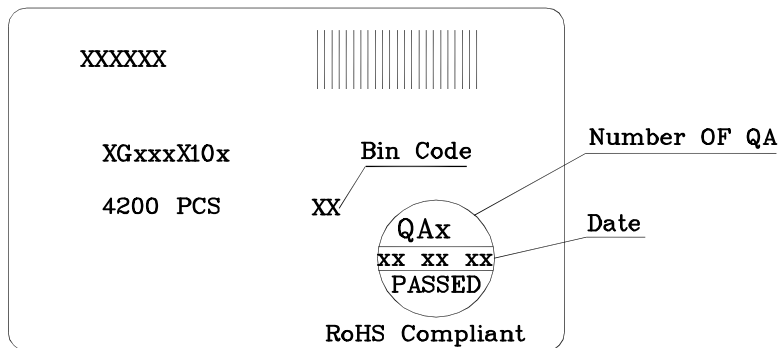 XXXXXX
Number OF QA
XGxxxX10x
Bin Code
4200 PCS
XX
QAx
Date
xx xx xx
PASSED
RoHS Compliant